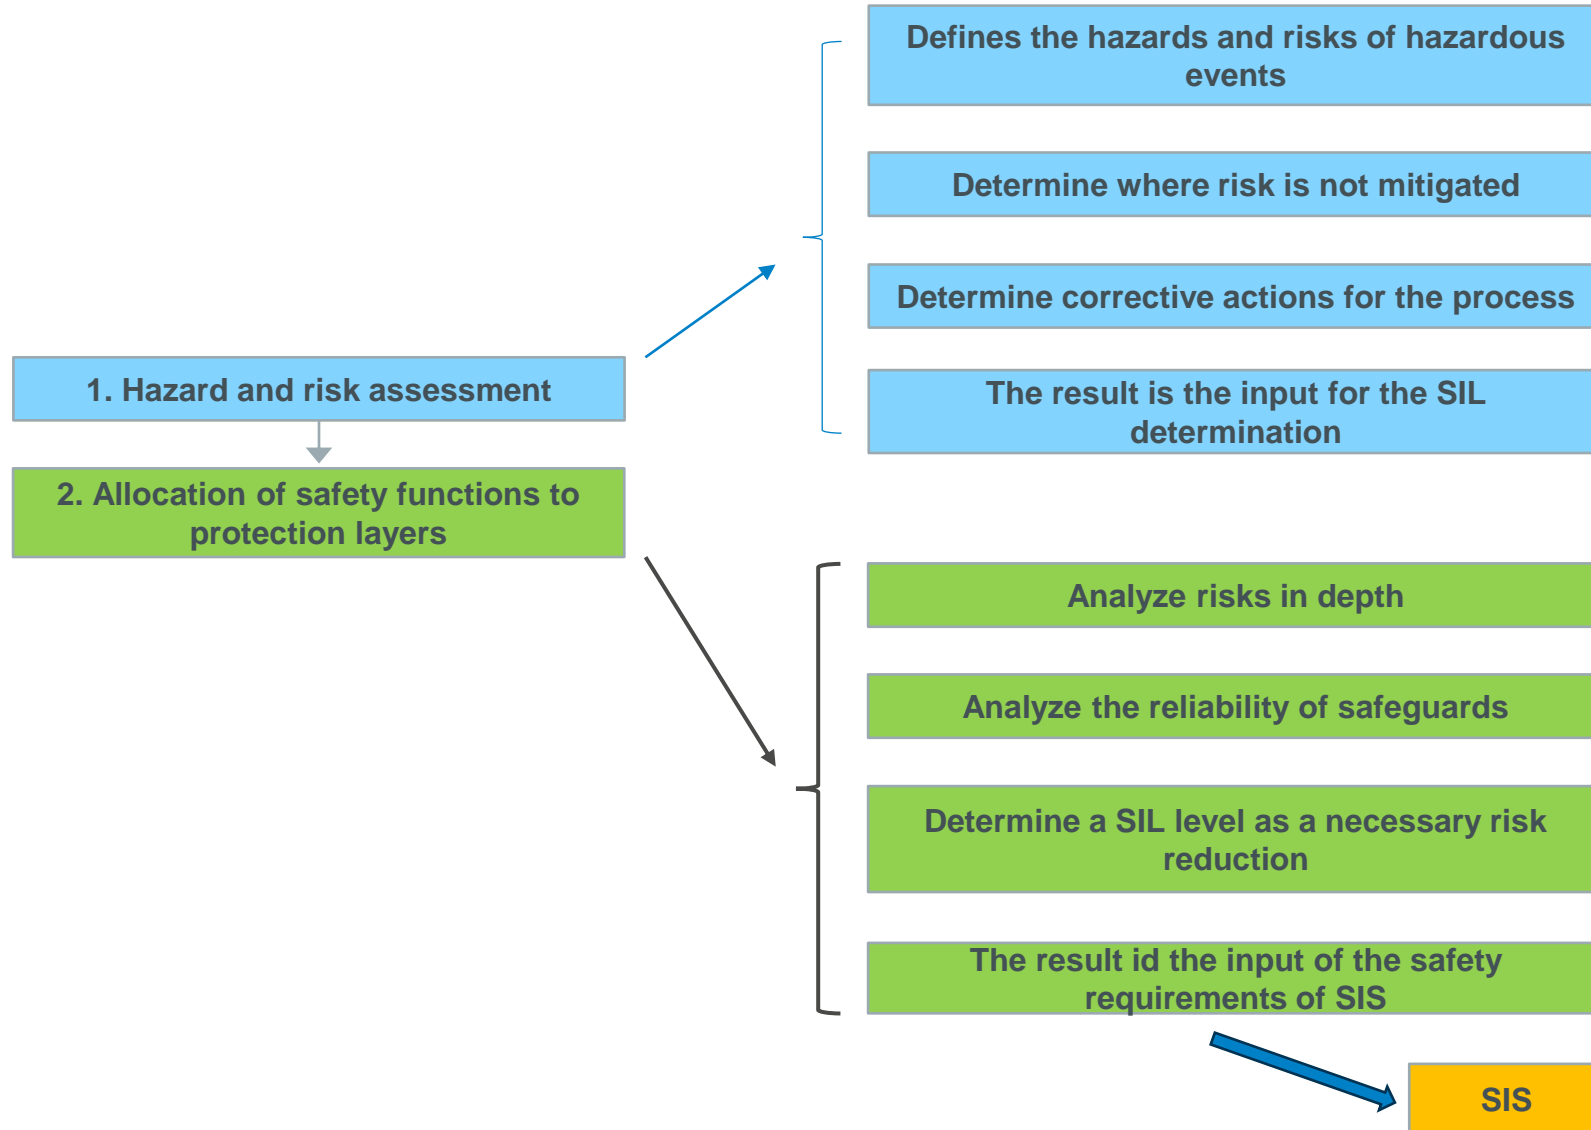 Defines the hazards and risks of hazardous
events
Determine where risk is not mitigated
Determine corrective actions for the process
The result is the input for the SIL
determination
1. Hazard and risk assessment
2. Allocation of safety functions to
protection layers
Analyze risks in depth
Analyze the reliability of safeguards
Determine a SIL level as a necessary risk
reduction
The result id the input of the safety
requirements of SIS
SIS